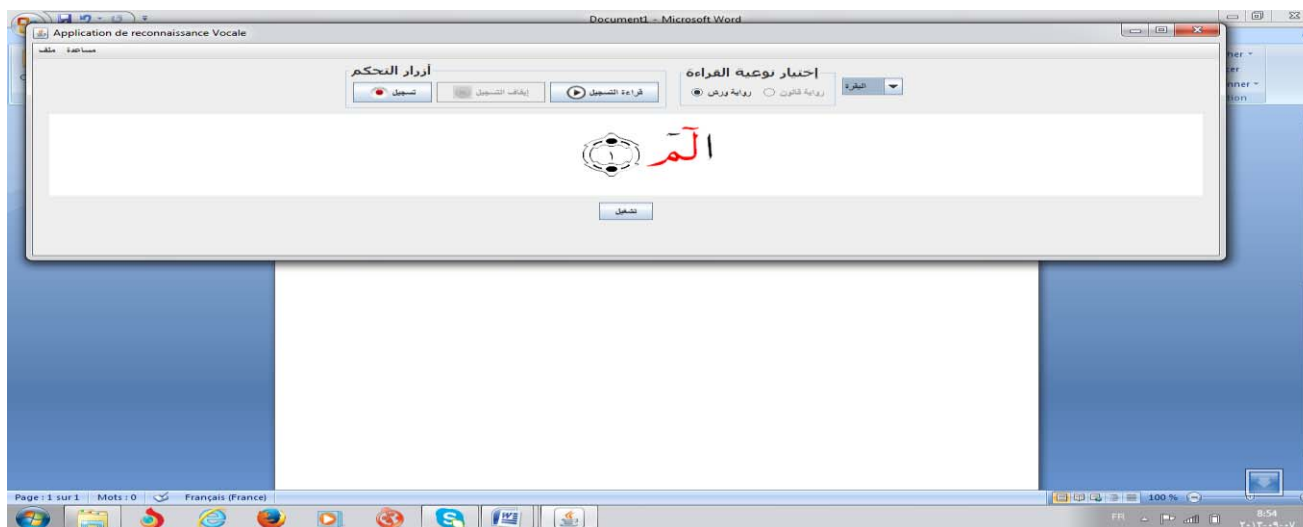 Document1 - Microsoft Word
Application de reconnaissance Vocale
ملف مساعدة
إختيار نوعية القراءة أزرار التحكم
البقرة رواية قالون رواية ورش قراءة التسجيل إيقاف التسجيل تسجيل
الٓمٓ ١
تشغيل
Page : 1 sur 1 Mots : 0 Français (France) 100 %
FR 8:54